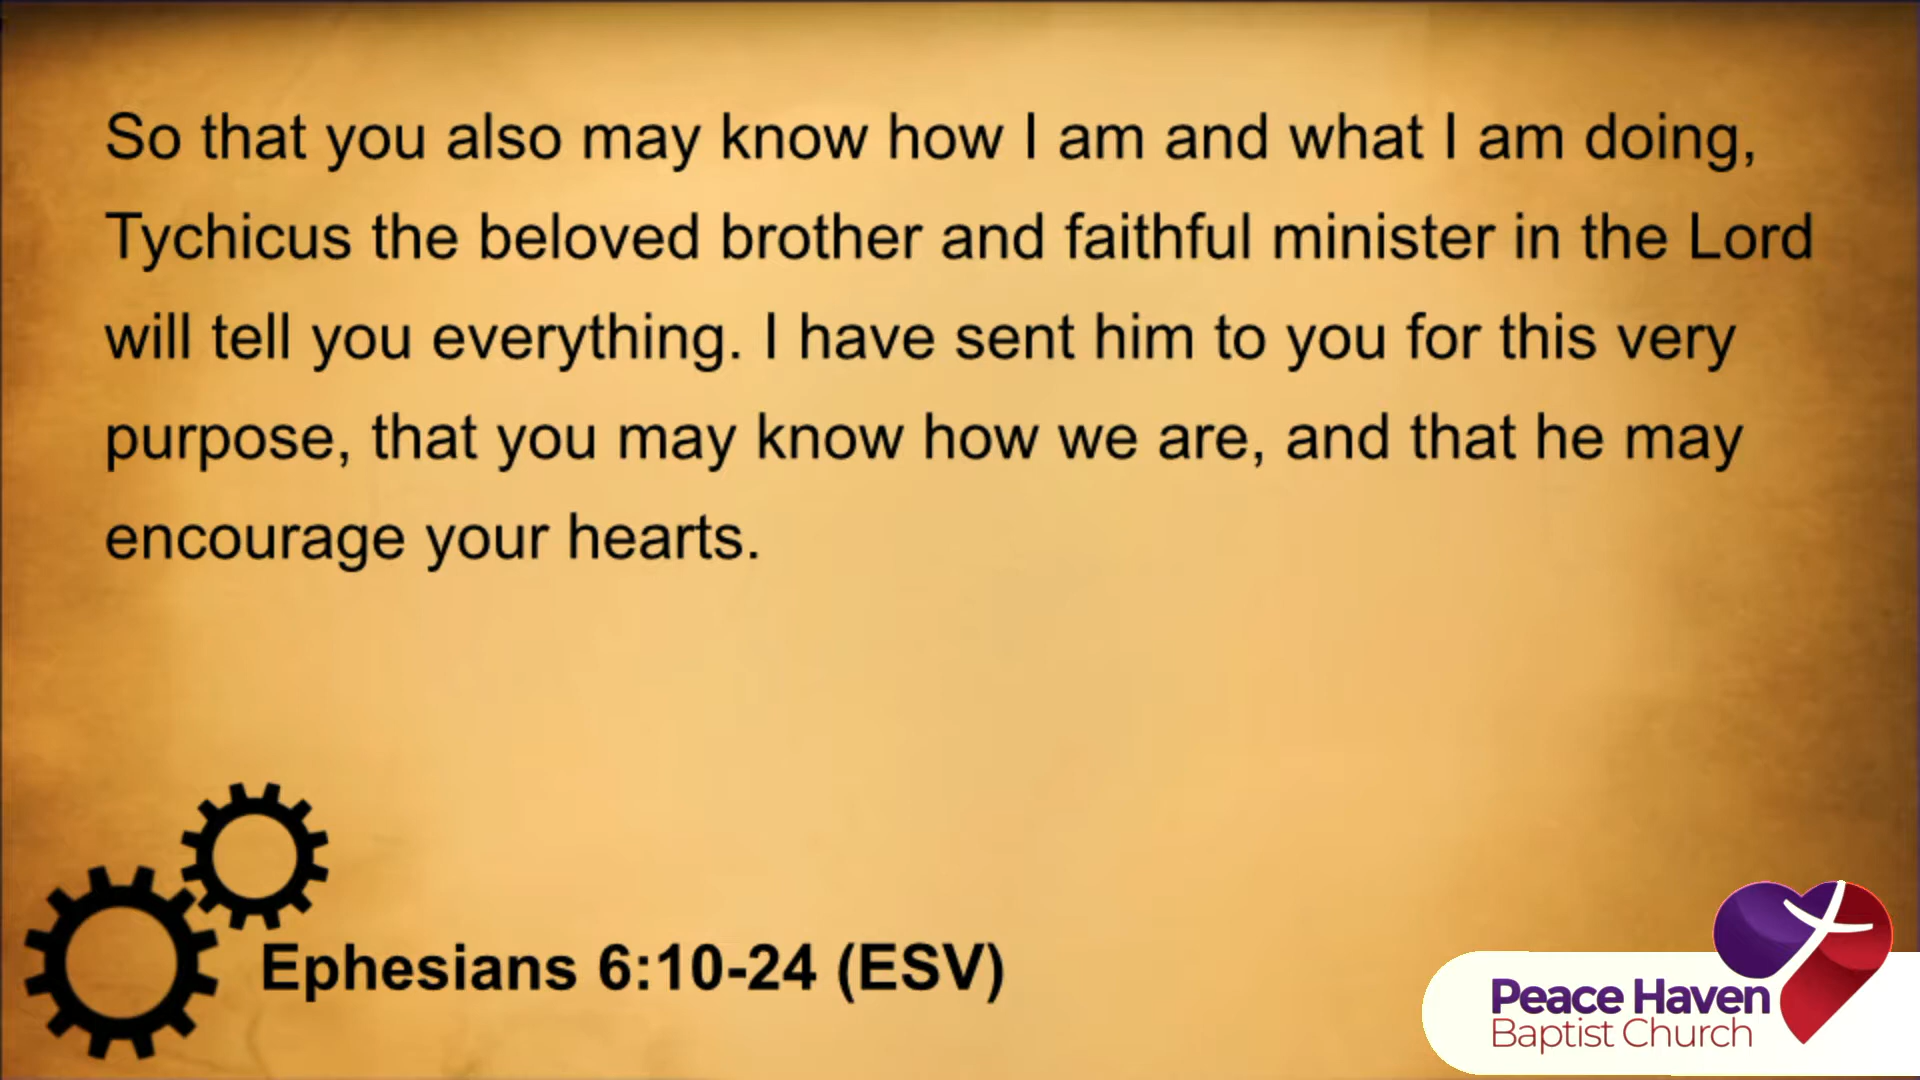 So that you also may know how I am and what I am doing,
Tychicus the beloved brother and faithful minister in the Lord
will tell you everything. I have sent him to you for this very
purpose, that you may know how we are, and that he may
encourage your hearts.
Ephesians 6:10-24 (ESV)
Peace Haven
Baptist Church